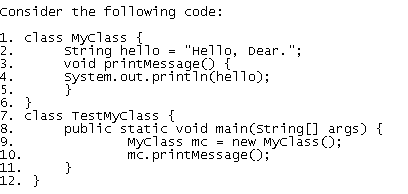 Consider the following code:
1. class MyClass {
2. String hello = "Hello, Dear.";
3. void printMessage() {
4. System.out.println(hello);
5. }
6. }
7. class TestMyClass {
8. public static void main(String[] args) {
9. MyClass mc = new MyClass();
10. mc.printMessage();
11. }
12. }